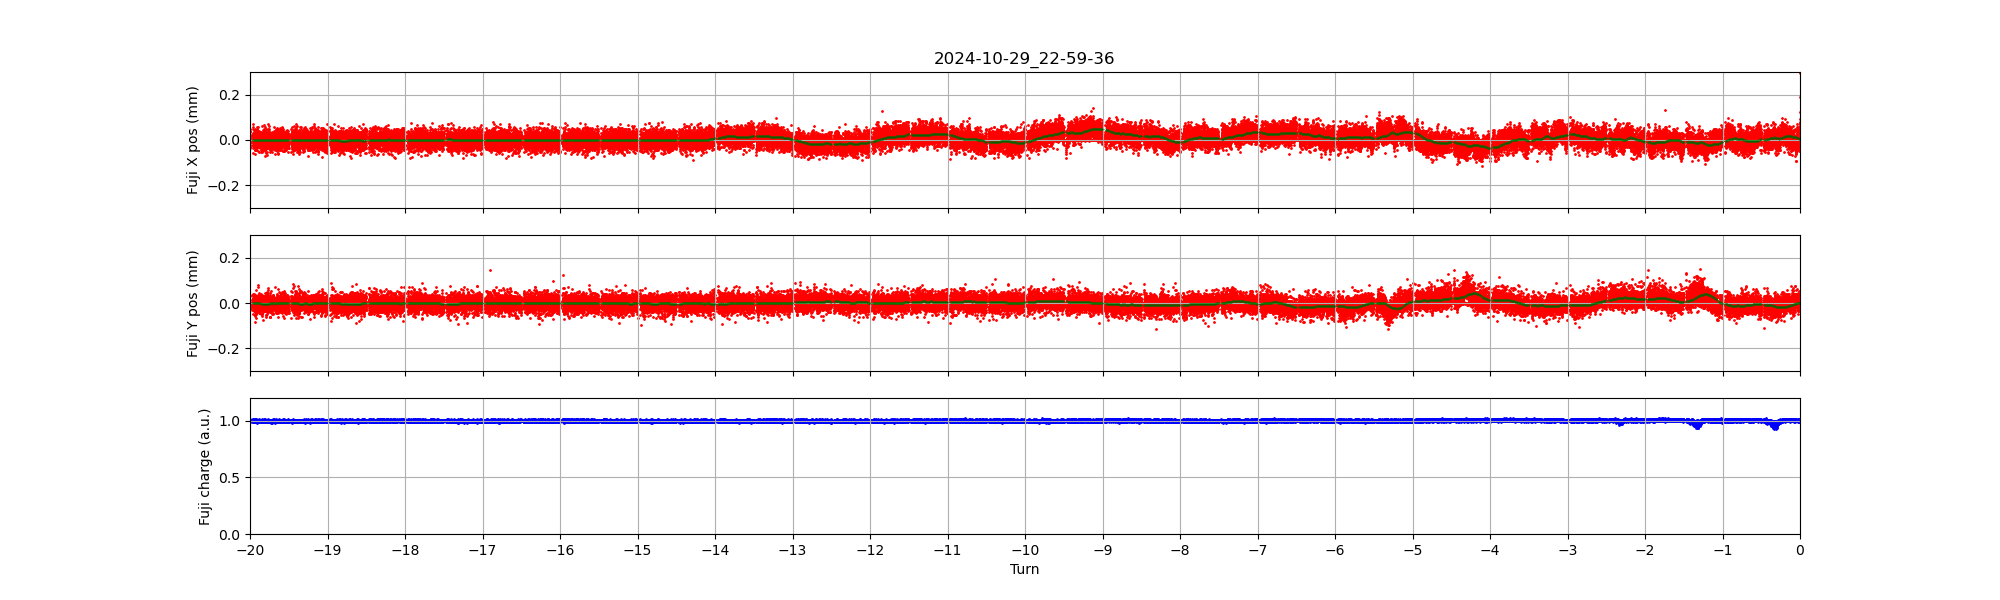 2024-10-29_22-59-36
Fuji X pos (mm)
0.2
0.0
−0.2
Fuji Y pos (mm)
0.2
0.0
−0.2
Fuji charge (a.u.)
1.0
0.5
0.0
−20 −19 −18 −17 −16 −15 −14 −13 −12 −11 −10 −9 −8 −7 −6 −5 −4 −3 −2 −1 0
Turn